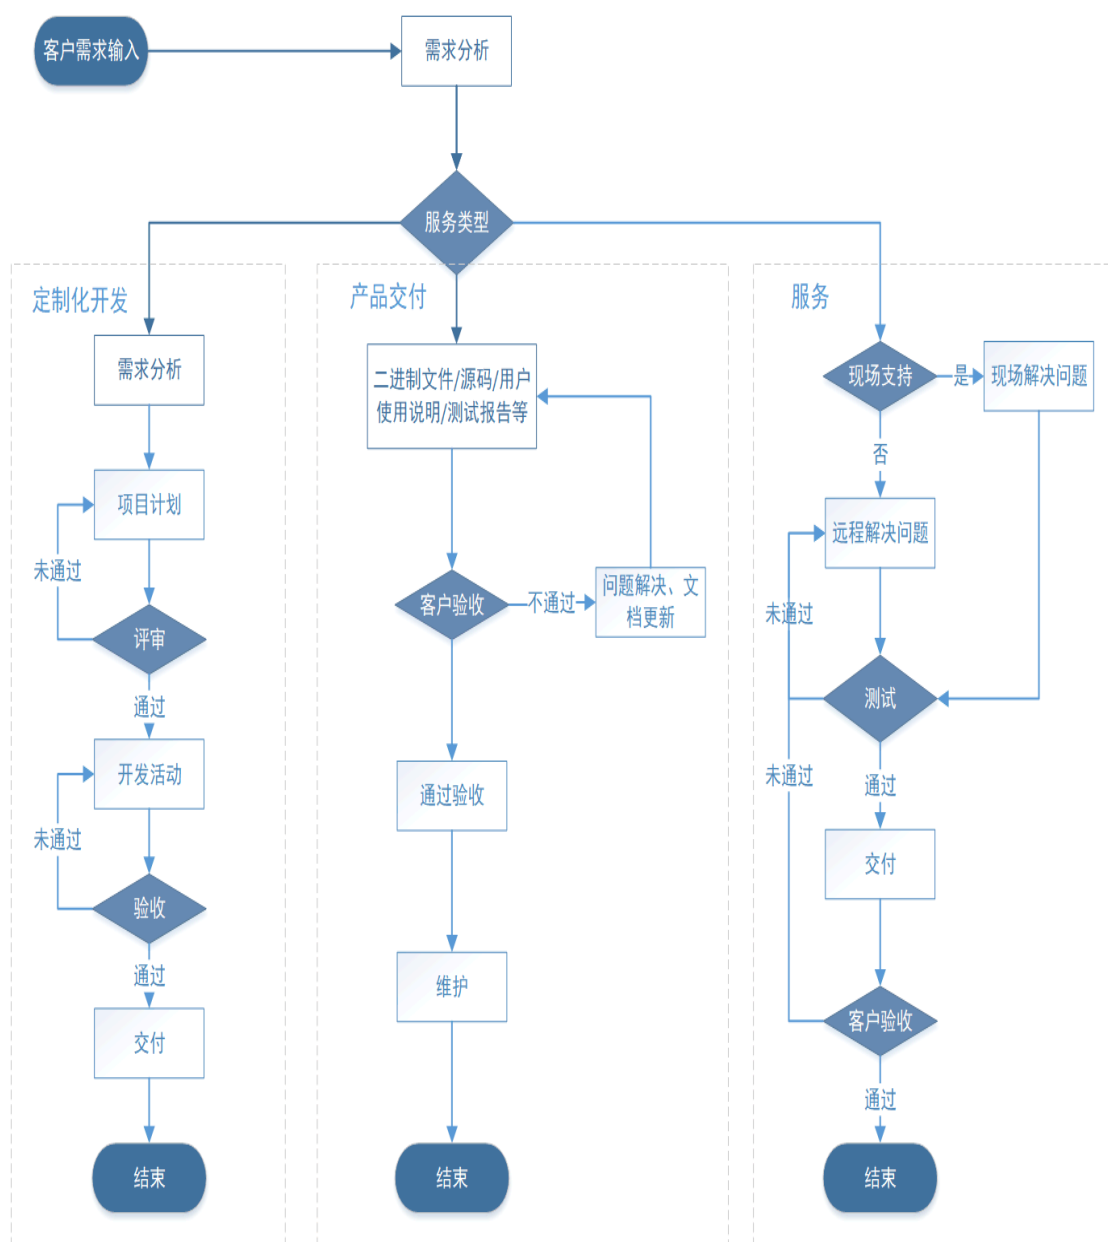 客户需求输入
需求分析
服务类型
定制化开发
需求分析
项目计划
未通过
评审
通过
开发活动
未通过
验收
通过
交付
结束
产品交付
二进制文件/源码/用户
使用说明/测试报告等
客户验收
不通过
问题解决、文
档更新
通过验收
维护
结束
服务
现场支持
是
现场解决问题
否
远程解决问题
未通过
测试
未通过
通过
交付
客户验收
通过
结束